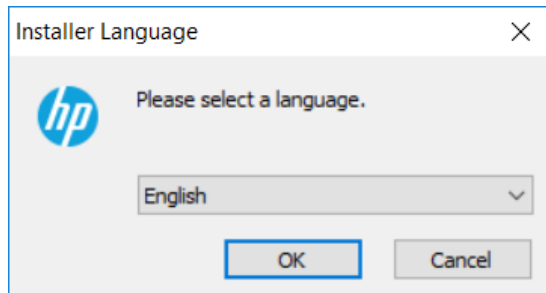 Installer Language
hp
Please select a language.
English
OK
Cancel